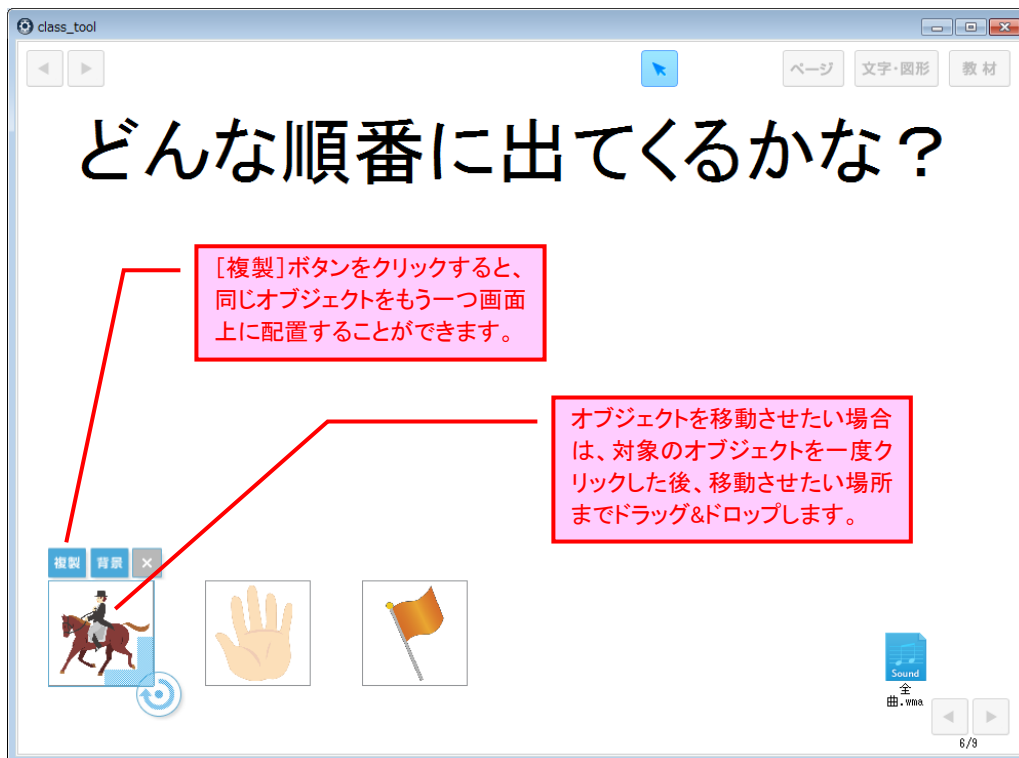 class_tool
ページ 文字・図形 教材
どんな順番に出てくるかな？
［複製］ボタンをクリックすると、
同じオブジェクトをもう一つ画面
上に配置することができます。
オブジェクトを移動させたい場合
は、対象のオブジェクトを一度ク
リックした後、移動させたい場所
までドラッグ&ドロップします。
複製 背景
Sound
全
曲.wma
6/9